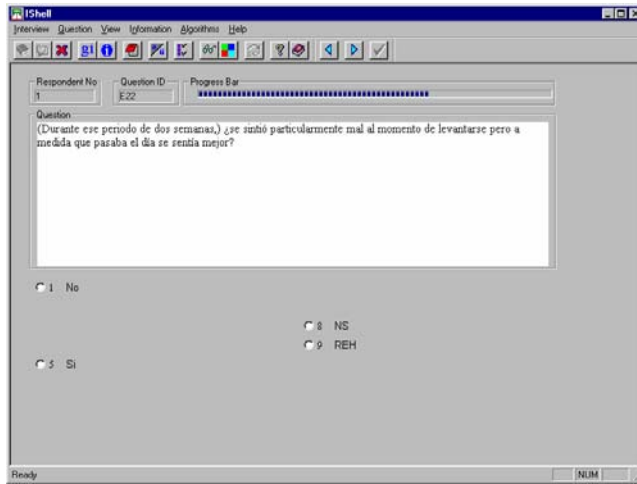 IShell
Interview Question View Information Algorithms Help
Respondent No
Question ID
Progress Bar
1
E22
Question
(Durante ese periodo de dos semanas,) ¿se sintió particularmente mal al momento de levantarse pero a
medida que pasaba el día se sentía mejor?
1 No
8 NS
9 REH
5 Si
Ready
NUM